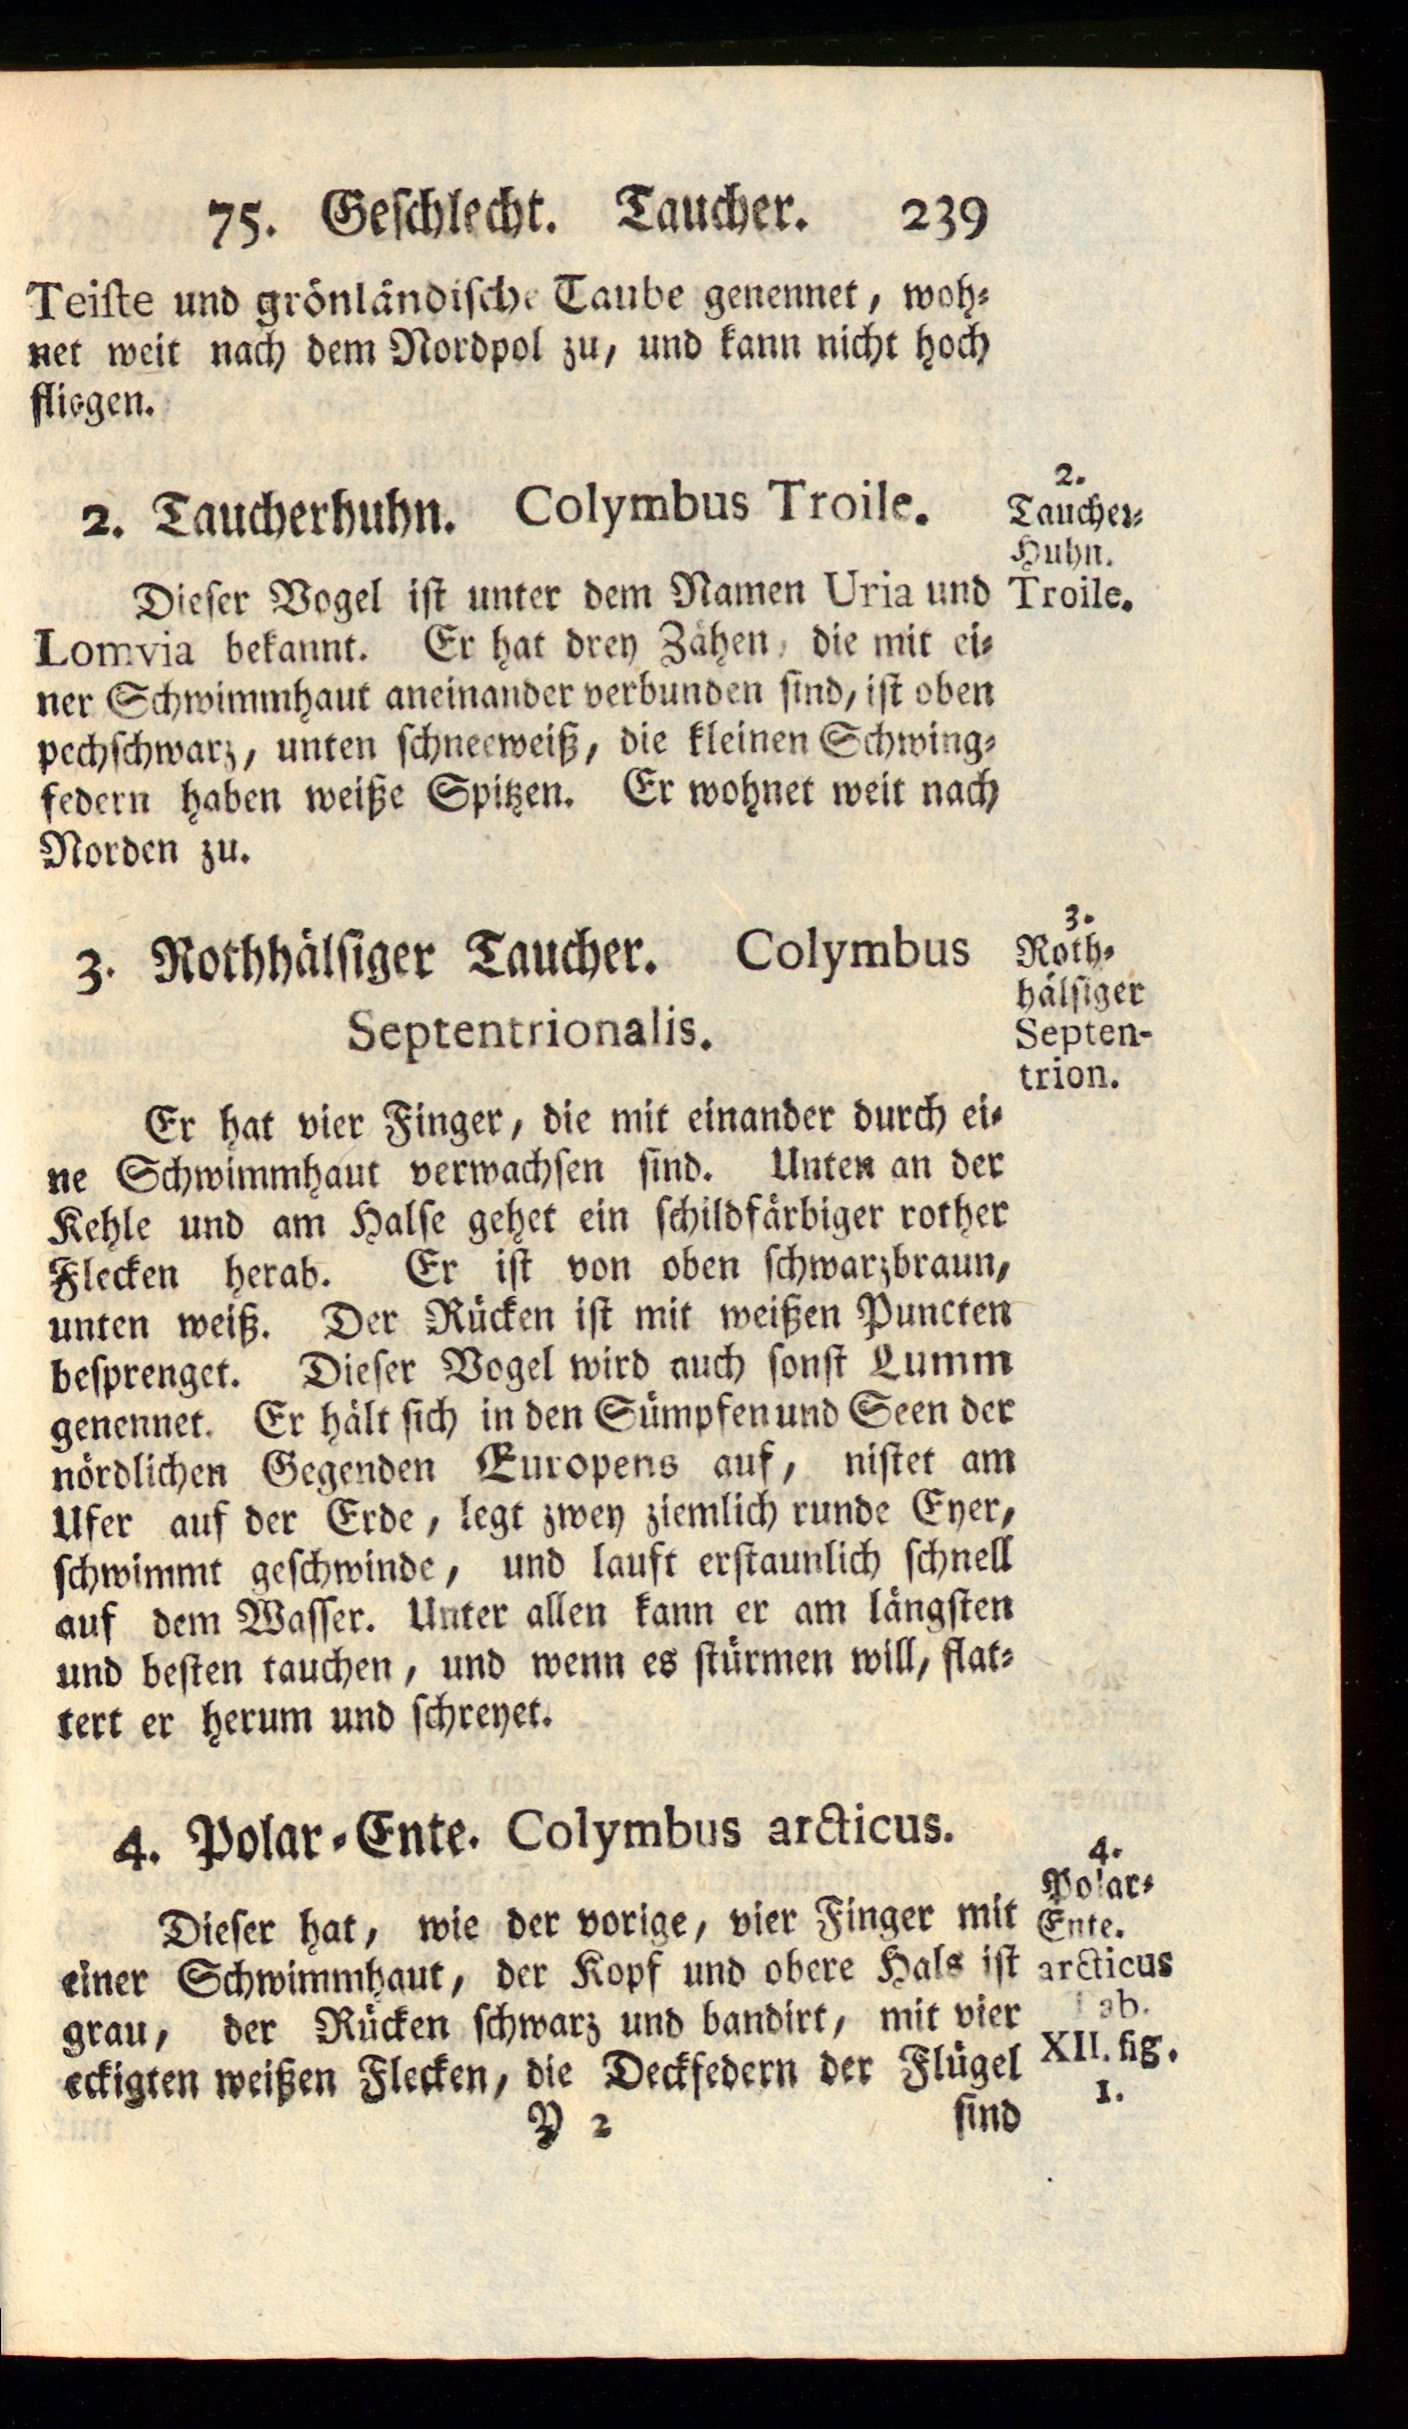 75. Geschlecht. Taucher. 239
Teiste und grönländische Taube genennet, woh-
net weit nach dem Nordpol zu, und kann nicht hoch
fliegen.
2. Taucherhuhn. Colymbus Troile.
2.
Taucher-
Huhn.
Troile.
Dieser Vogel ist unter dem Namen Uria und
Lomvia bekannt. Er hat drey Zähen, die mit ei-
ner Schwimmhaut aneinander verbunden sind, ist oben
pechschwarz, unten schneeweiß, die kleinen Schwing-
federn haben weiße Spitzen. Er wohnet weit nach
Norden zu.
3. Rothhälsiger Taucher. Colymbus
Septentrionalis.
3.
Roth-
hälsiger
Septen-
trion.
Er hat vier Finger, die mit einander durch ei-
ne Schwimmhaut verwachsen sind. Unten an der
Kehle und am Halse gehet ein schildfärbiger rother
Flecken herab. Er ist von oben schwarzbraun,
unten weiß. Der Rücken ist mit weißen Puncten
besprenget. Dieser Vogel wird auch sonst Lumm
genennet. Er hält sich in den Sümpfen und Seen der
nördlichen Gegenden Europens auf, nistet am
Ufer auf der Erde, legt zwey ziemlich runde Eyer,
schwimmt geschwinde, und lauft erstaunlich schnell
auf dem Wasser. Unter allen kann er am längsten
und besten tauchen, und wenn es stürmen will, flat-
tert er herum und schreyet.
4. Polar-Ente. Colymbus arcticus.
4.
Polar-
Ente.
arcticus
Tab.
XII. fig.
1.
Dieser hat, wie der vorige, vier Finger mit
einer Schwimmhaut, der Kopf und obere Hals ist
grau, der Rücken schwarz und bandirt, mit vier
eckigten weißen Flecken, die Deckfedern der Flügel
P 2 sind